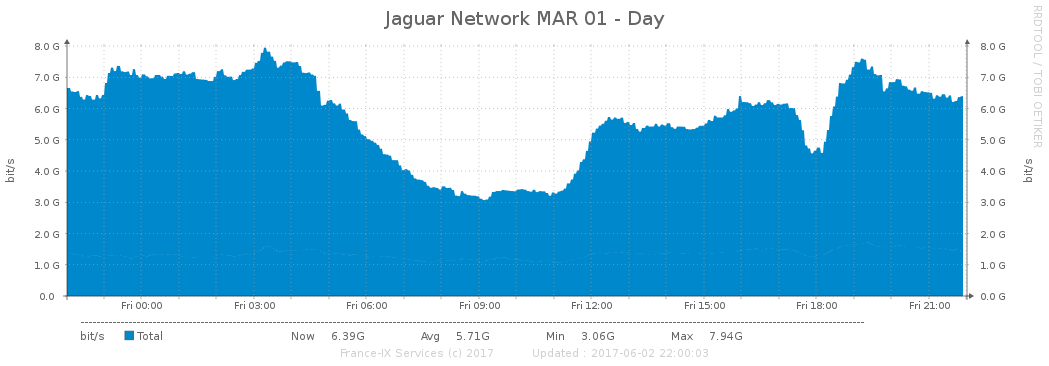 Jaguar Network MAR 01 - Day
RRDTOOL / TOBI OETIKER
8.0 G 8.0 G
7.0 G 7.0 G
6.0 G 6.0 G
5.0 G 5.0 G
4.0 G 4.0 G
3.0 G 3.0 G
2.0 G 2.0 G
1.0 G 1.0 G
0.0 0.0 G
bit/s bit/s
Fri 00:00 Fri 03:00 Fri 06:00 Fri 09:00 Fri 12:00 Fri 15:00 Fri 18:00 Fri 21:00
bit/s Total Now 6.39G Avg 5.71G Min 3.06G Max 7.94G
France-IX Services (c) 2017 Updated : 2017-06-02 22:00:03